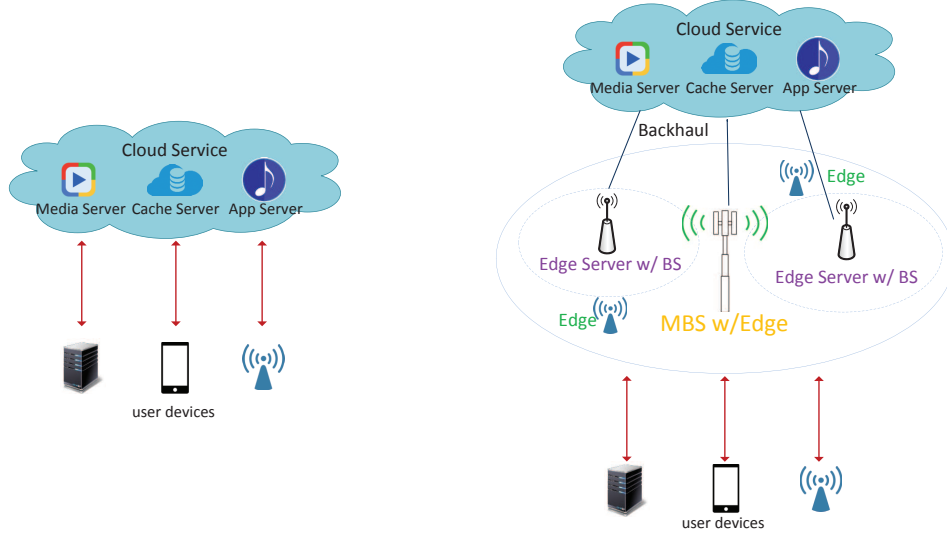 Cloud Service
Media Server Cache Server App Server
user devices
Cloud Service
Media Server Cache Server App Server
Backhaul
Edge
Edge Server w/ BS
Edge Server w/ BS
Edge
MBS w/Edge
user devices